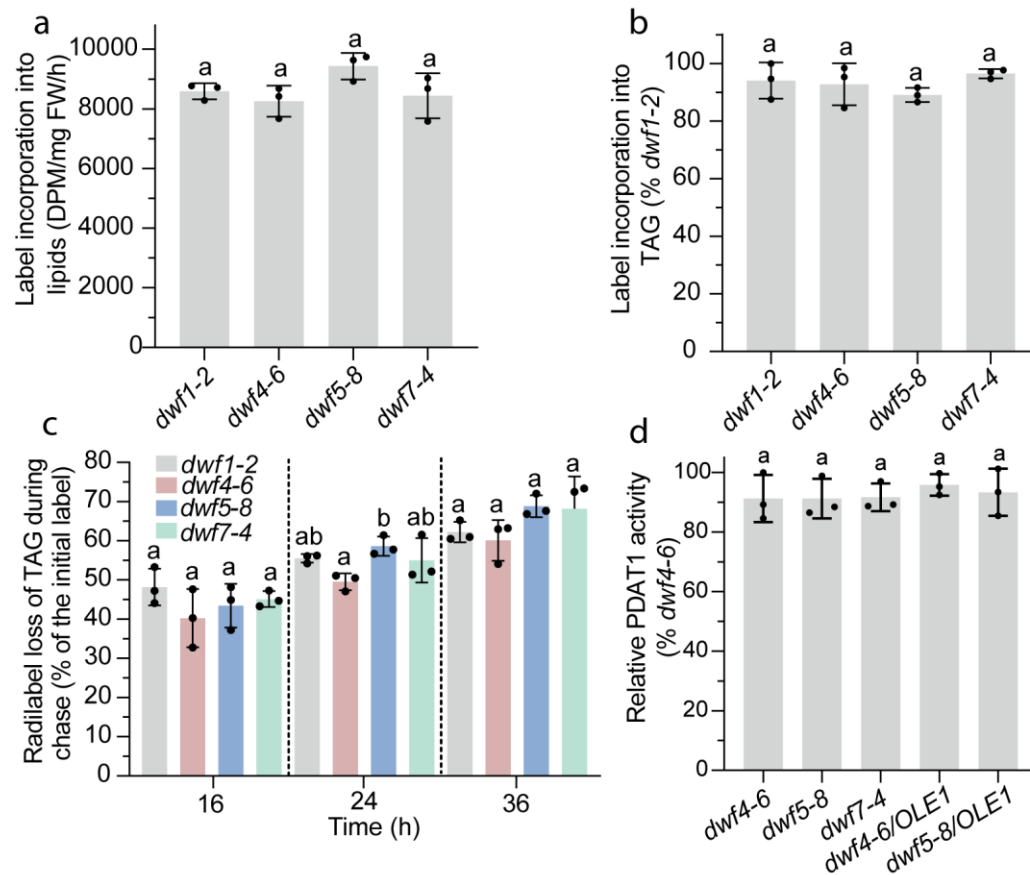 a
Label incorporation into
lipids (DPM/mg FW/h)
10000
8000
6000
4000
2000
0
a
a
a
a
dwf1-2
dwf4-6
dwf5-8
dwf7-4
b
Label incorporation into
TAG (% dwf1-2)
100
80
60
40
20
0
a
a
a
a
dwf1-2
dwf4-6
dwf5-8
dwf7-4
c
Radilabel loss of TAG during
chase (% of the initial label)
80
70
60
50
40
30
20
10
0
dwf1-2
dwf4-6
dwf5-8
dwf7-4
a
a
a
a
ab
a
b
ab
a
a
a
a
16
24
36
Time (h)
d
Relative PDAT1 activity
(% dwf4-6)
100
80
60
40
20
0
a
a
a
a
a
dwf4-6
dwf5-8
dwf7-4
dwf4-6/OLE1
dwf5-8/OLE1